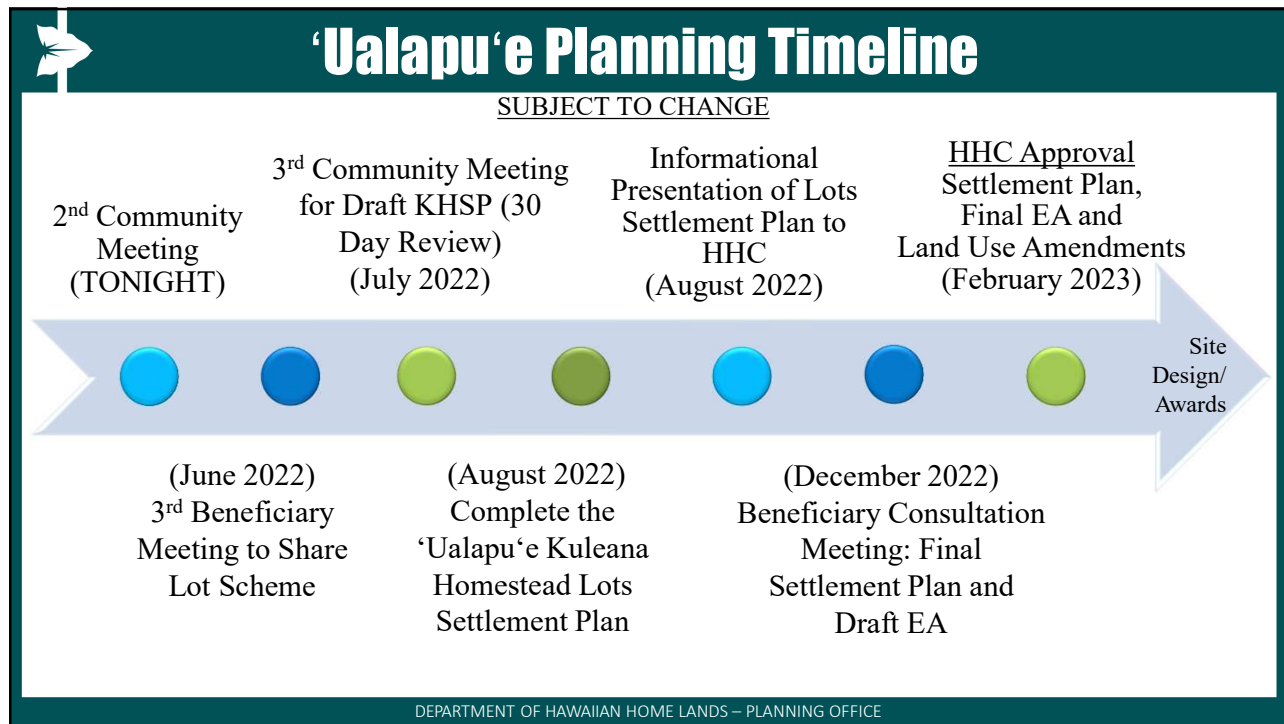 ʻUalapuʻe Planning Timeline
SUBJECT TO CHANGE
2nd Community
Meeting
(TONIGHT)
3rd Community Meeting
for Draft KHSP (30
Day Review)
(July 2022)
Informational
Presentation of Lots
Settlement Plan to
HHC
(August 2022)
HHC Approval
Settlement Plan,
Final EA and
Land Use Amendments
(February 2023)
Site
Design/
Awards
(June 2022)
3rd Beneficiary
Meeting to Share
Lot Scheme
(August 2022)
Complete the
ʻUalapuʻe Kuleana
Homestead Lots
Settlement Plan
(December 2022)
Beneficiary Consultation
Meeting: Final
Settlement Plan and
Draft EA
DEPARTMENT OF HAWAIIAN HOME LANDS – PLANNING OFFICE